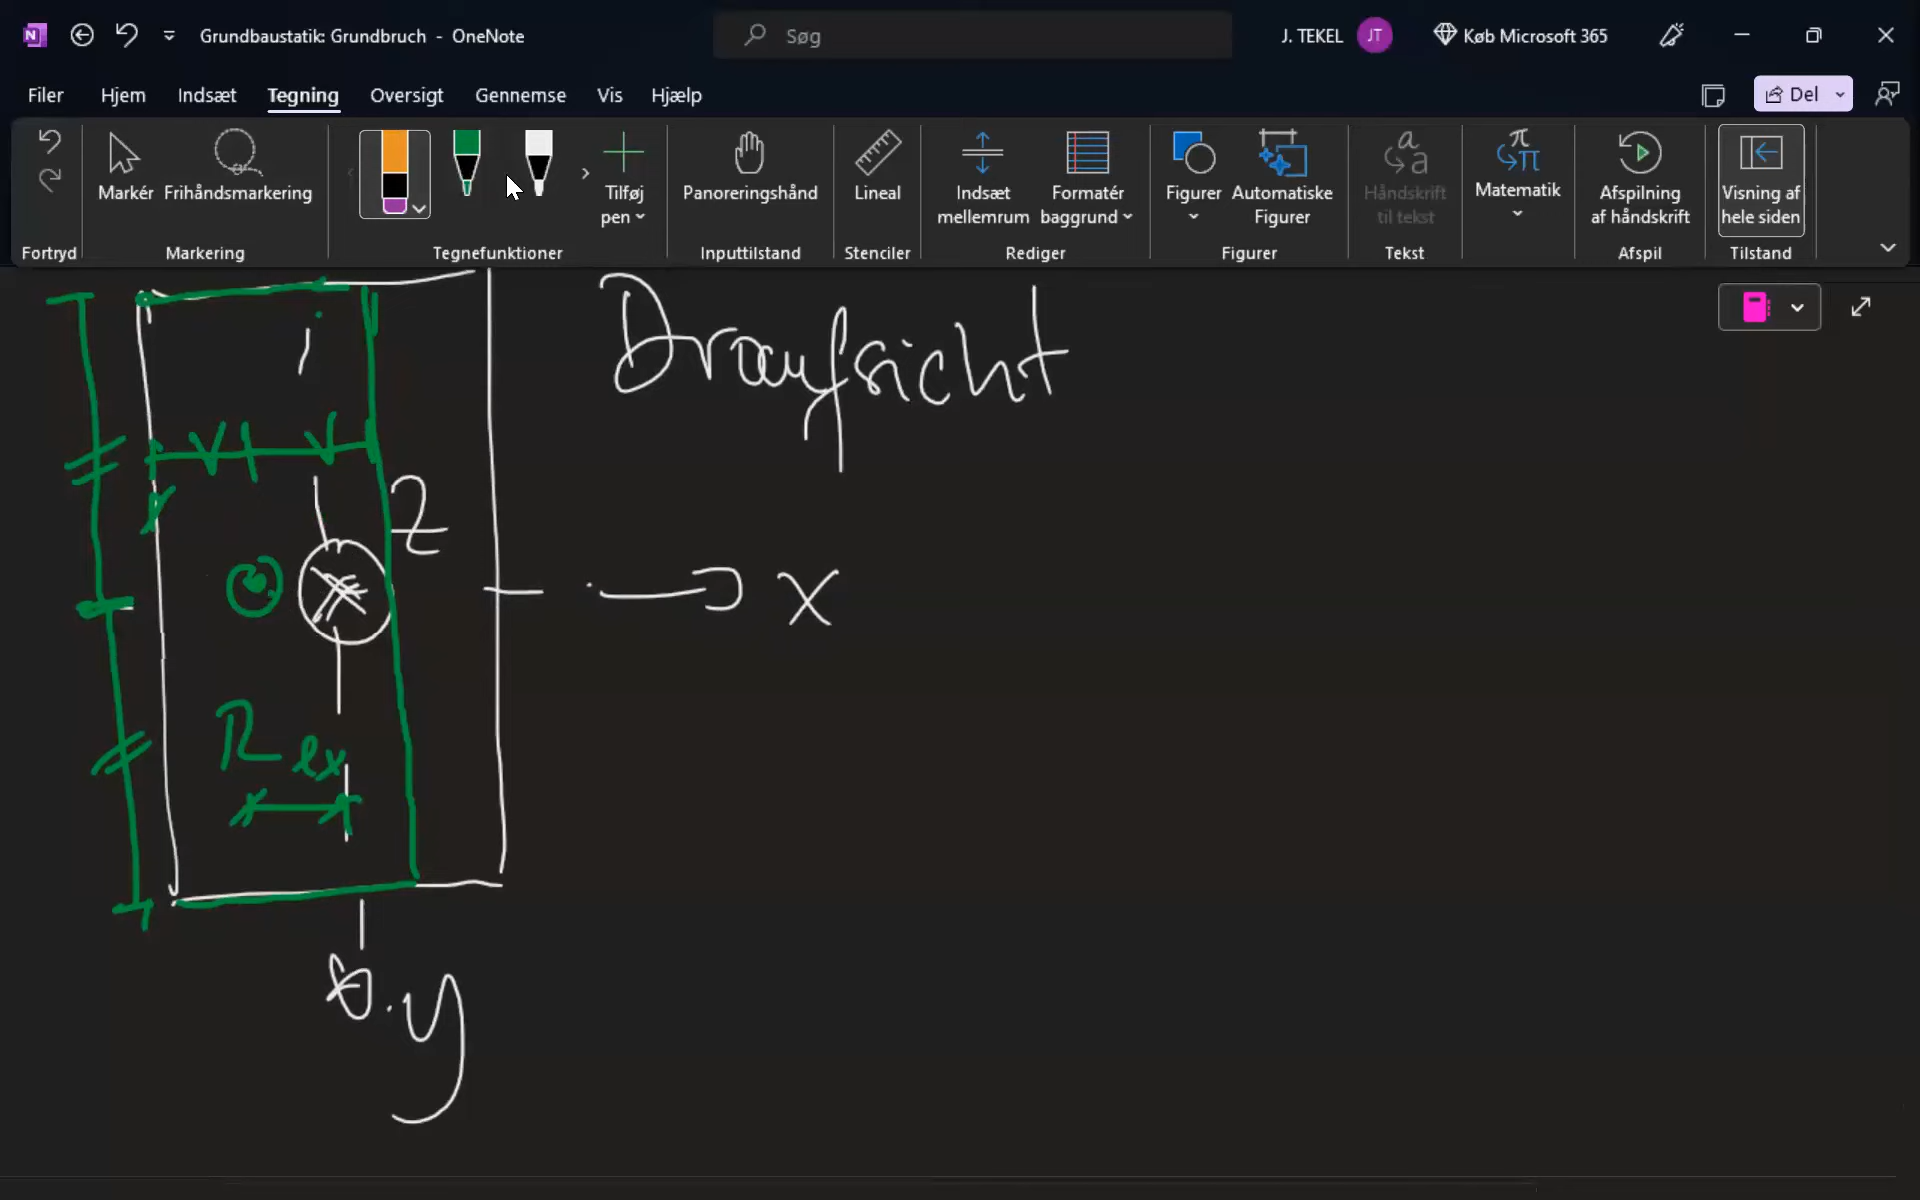 Grundbaustatik: Grundbruch - OneNote
Søg
J. TEKEL
JT
Køb Microsoft 365
Filer
Hjem
Indsæt
Tegning
Oversigt
Gennemse
Vis
Hjælp
Del
Markér
Frihåndsmarkering
Tilføj pen
Panoreringshånd
Lineal
Indsæt mellemrum
Formatér baggrund
Figurer
Automatiske Figurer
Håndskrift til tekst
Matematik
Afspilning af håndskrift
Visning af hele siden
Fortryd
Markering
Tegnefunktioner
Inputtilstand
Stenciler
Rediger
Figurer
Tekst
Afspil
Tilstand
Draufsicht
z
x
R
ex
y